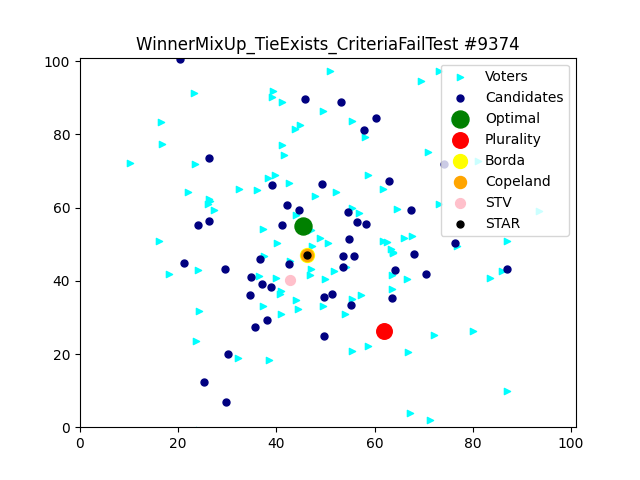 WinnerMixUp_TieExists_CriteriaFailTest #9374
100
80
60
40
20
0
0 20 40 60 80 100
Voters
Candidates
Optimal
Plurality
Borda
Copeland
STV
STAR